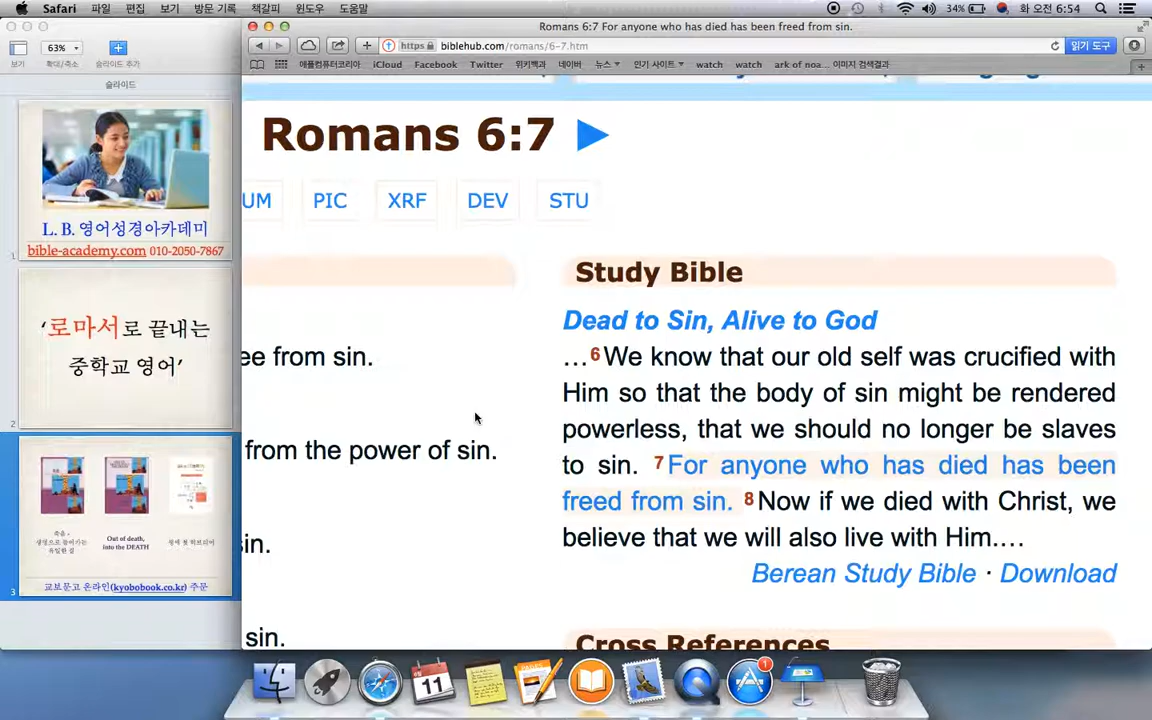 Safari 파일 편집 보기 방문 기록 책갈피 윈도우 도움말 34% 화 오전 6:54
Romans 6:7 For anyone who has died has been freed from sin.
https biblehub.com/romans/6-7.htm 읽기 도구
애플컴퓨터코리아 iCloud Facebook Twitter 위키백과 네이버 뉴스 인기 사이트 watch watch ark of noa... 이미지 검색결과
63%
보기 확대/축소 슬라이드 추가
슬라이드
L. B. 영어성경아카데미
bible-academy.com 010-2050-7867
1
'로마서로 끝내는
중학교 영어'
2
Out of death,
into the DEATH
교보문고 온라인(kyobobook.co.kr) 주문
3
Romans 6:7
UM PIC XRF DEV STU
ee from sin.
from the power of sin.
sin.
sin.
Study Bible
Dead to Sin, Alive to God
…6We know that our old self was crucified with
Him so that the body of sin might be rendered
powerless, that we should no longer be slaves
to sin. 7For anyone who has died has been
freed from sin. 8Now if we died with Christ, we
believe that we will also live with Him.…
Berean Study Bible · Download
Cross References
11
PAGES
1